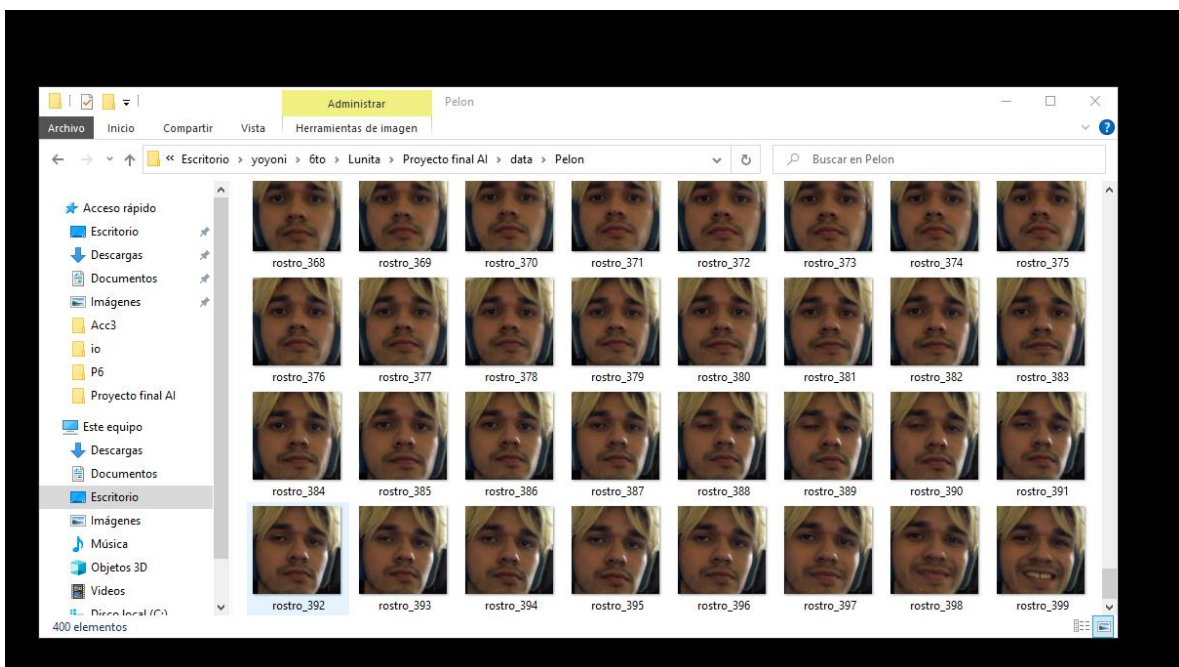 Administrar Pelon
Archivo Inicio Compartir Vista Herramientas de imagen
« Escritorio > yoyoni > 6to > Lunita > Proyecto final AI > data > Pelon Buscar en Pelon
Acceso rápido
Escritorio
Descargas
Documentos
Imágenes
Acc3
io
P6
Proyecto final AI
Este equipo
Descargas
Documentos
Escritorio
Imágenes
Música
Objetos 3D
Videos
Disco local (C:)
rostro_368 rostro_369 rostro_370 rostro_371 rostro_372 rostro_373 rostro_374 rostro_375
rostro_376 rostro_377 rostro_378 rostro_379 rostro_380 rostro_381 rostro_382 rostro_383
rostro_384 rostro_385 rostro_386 rostro_387 rostro_388 rostro_389 rostro_390 rostro_391
rostro_392 rostro_393 rostro_394 rostro_395 rostro_396 rostro_397 rostro_398 rostro_399
400 elementos